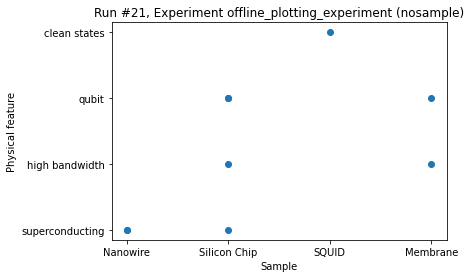 Run #21, Experiment offline_plotting_experiment (nosample)
clean states
qubit
high bandwidth
superconducting
Physical feature
Nanowire Silicon Chip SQUID Membrane
Sample